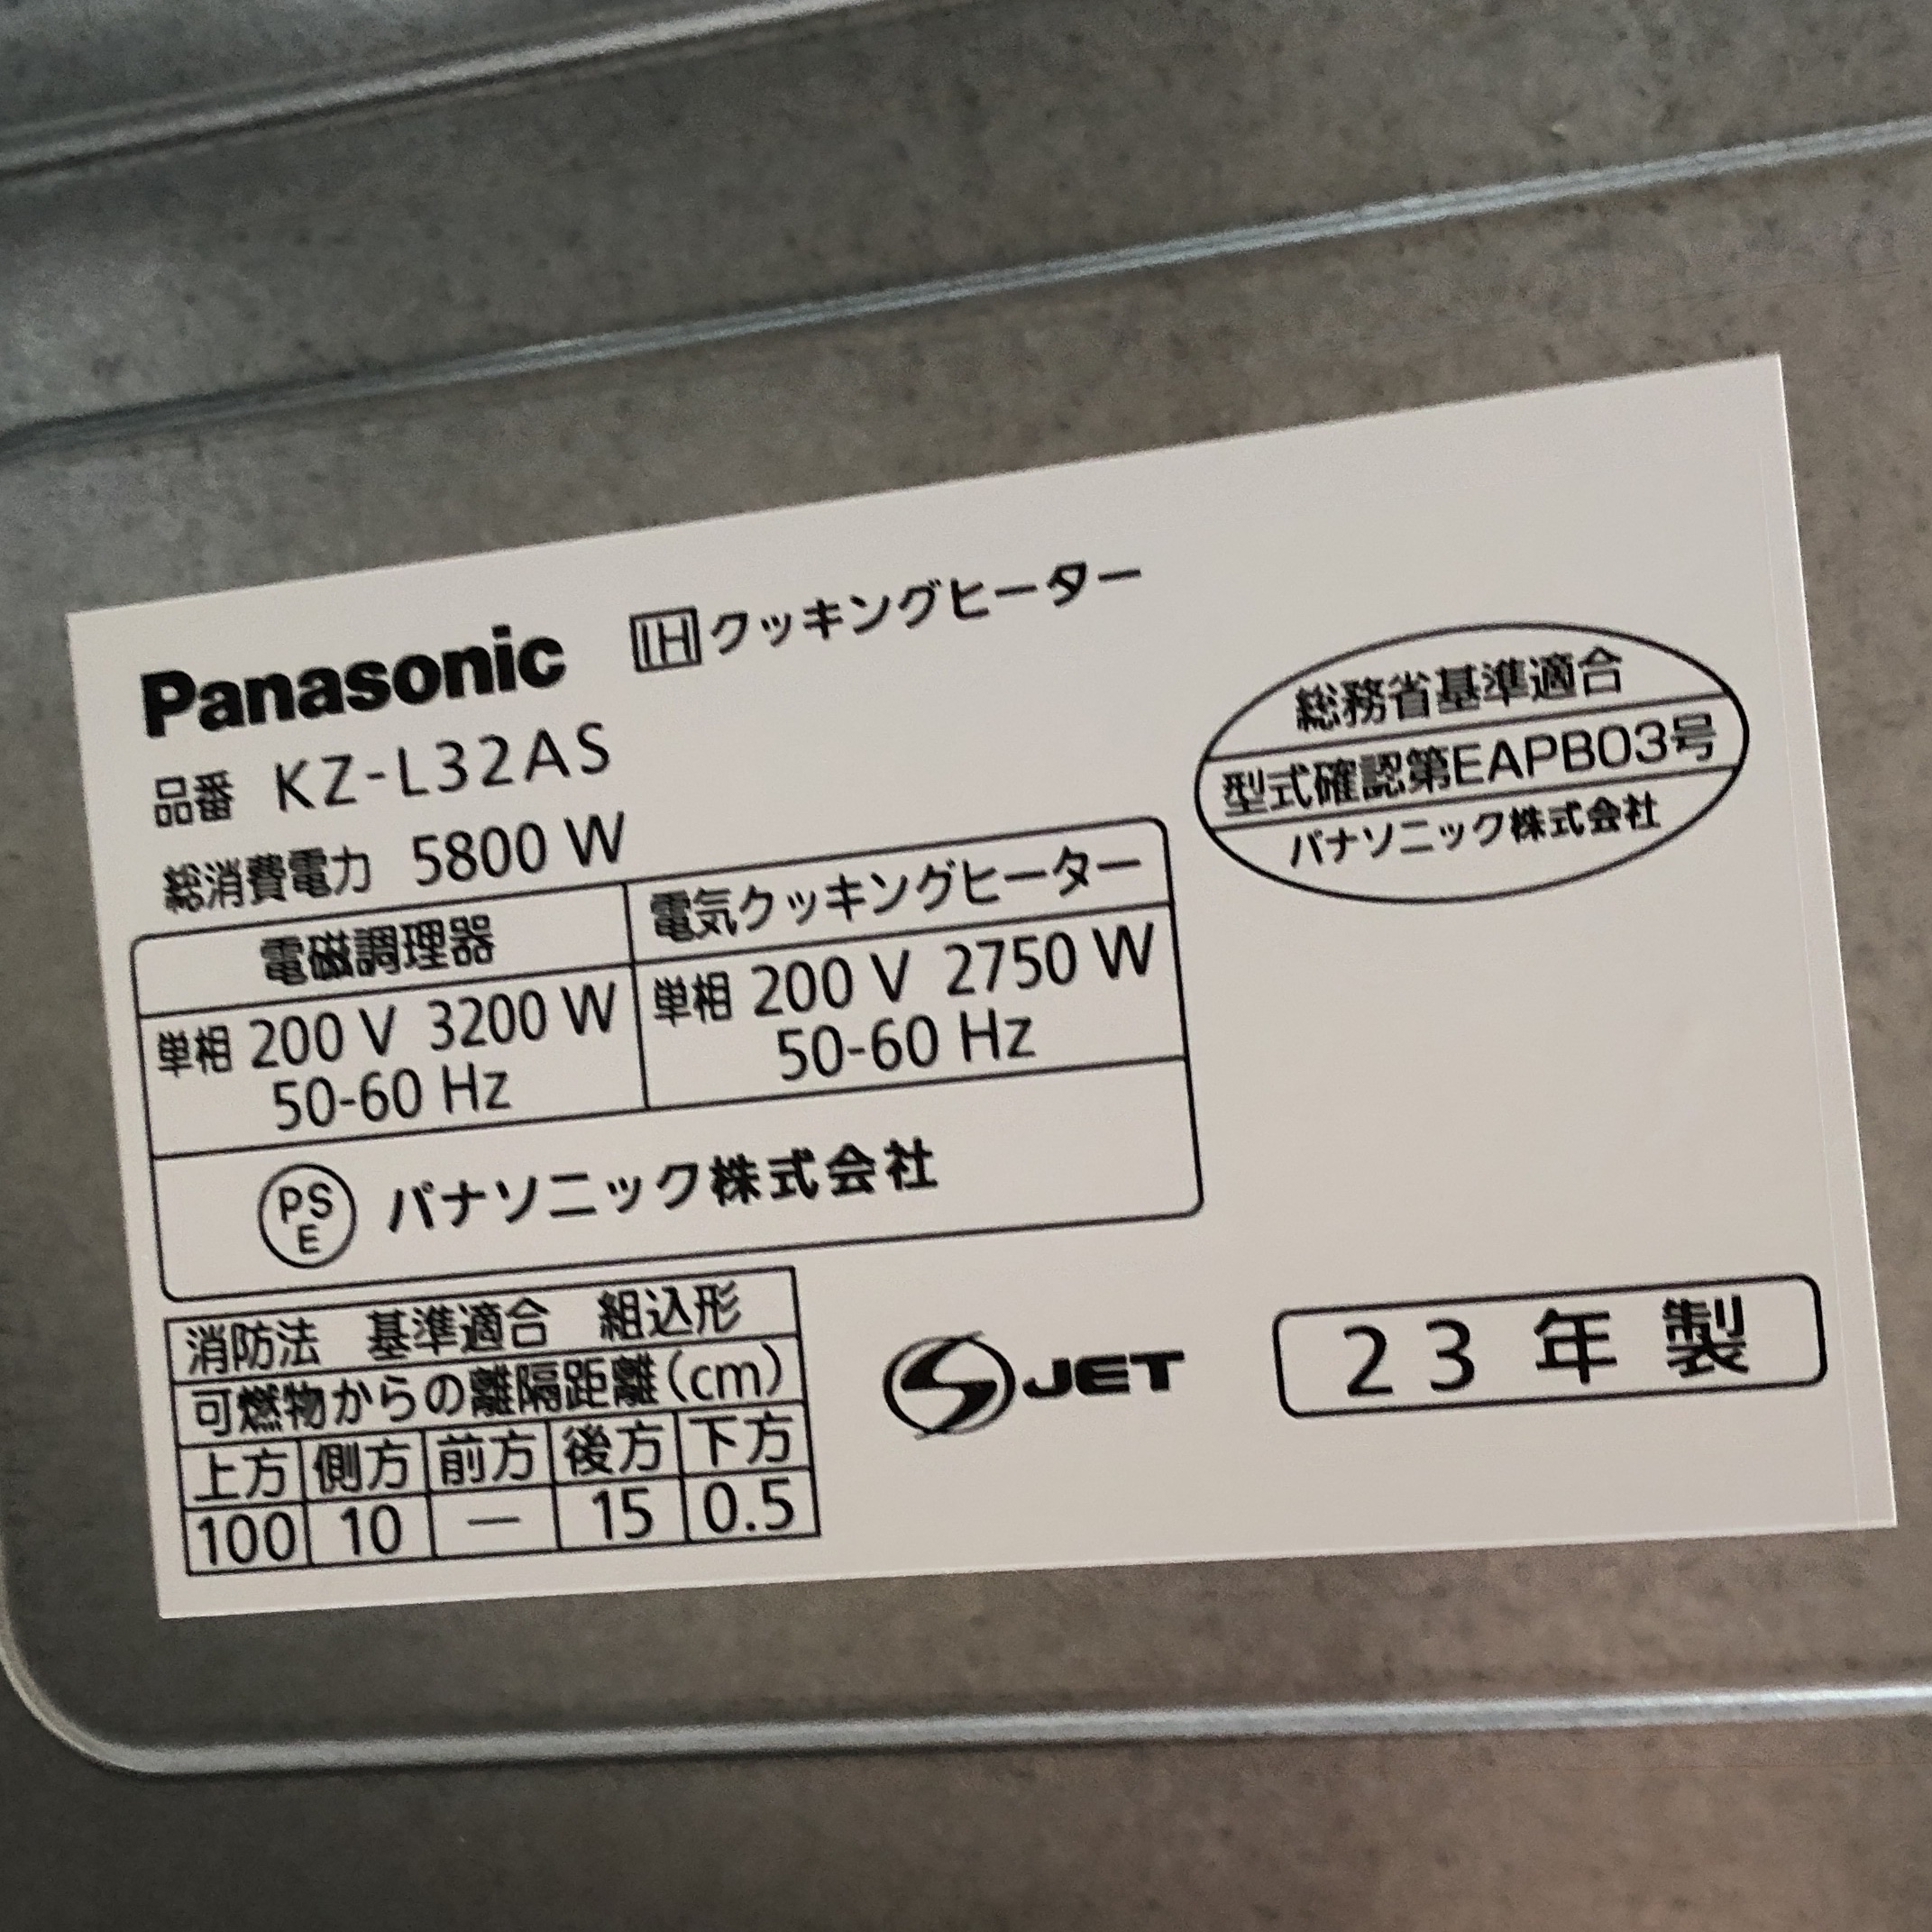 Panasonic IHクッキングヒーター
品番 KZ-L32AS
総消費電力 5800 W
総務省基準適合
型式確認第EAPB03号
パナソニック株式会社
電磁調理器 電気クッキングヒーター
単相 200 V 3200 W 単相 200 V 2750 W
50-60 Hz 50-60 Hz
PS
E パナソニック株式会社
消防法 基準適合 組込形
可燃物からの離隔距離(cm)
上方 側方 前方 後方 下方
100 10 — 15 0.5
S JET
23 年 製